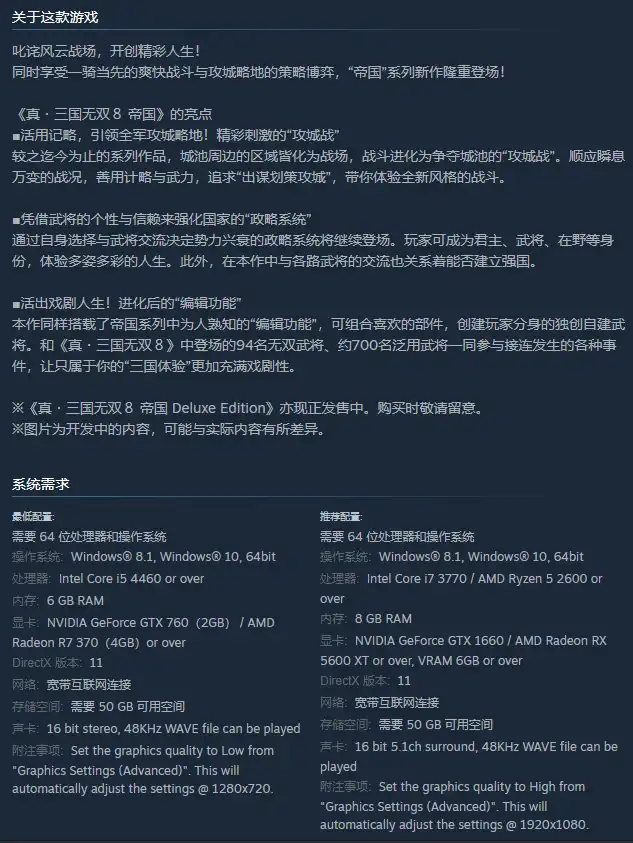 关于这款游戏
叱诧风云战场，开创精彩人生！
同时享受一骑当先的爽快战斗与攻城略地的策略博弈，“帝国”系列新作隆重登场！
《真・三国无双８ 帝国》的亮点
■活用记略，引领全军攻城略地！精彩刺激的“攻城战”
较之迄今为止的系列作品，城池周边的区域皆化为战场，战斗进化为争夺城池的“攻城战”。顺应瞬息
万变的战况，善用计略与武力，追求“出谋划策攻城”，带你体验全新风格的战斗。
■凭借武将的个性与信赖来强化国家的“政略系统”
通过自身选择与武将交流决定势力兴衰的政略系统将继续登场。玩家可成为君主、武将、在野等身
份，体验多姿多彩的人生。此外，在本作中与各路武将的交流也关系着能否建立强国。
■活出戏剧人生！进化后的“编辑功能”
本作同样搭载了帝国系列中为人熟知的“编辑功能”，可组合喜欢的部件，创建玩家分身的独创自建武
将。和《真・三国无双８》中登场的94名无双武将、约700名泛用武将一同参与接连发生的各种事
件，让只属于你的“三国体验”更加充满戏剧性。
※《真・三国无双８ 帝国 Deluxe Edition》亦现正发售中。购买时敬请留意。
※图片为开发中的内容，可能与实际内容有所差异。
系统需求
最低配置:
需要 64 位处理器和操作系统
操作系统: Windows® 8.1, Windows® 10, 64bit
处理器: Intel Core i5 4460 or over
内存: 6 GB RAM
显卡: NVIDIA GeForce GTX 760（2GB） / AMD
Radeon R7 370（4GB）or over
DirectX 版本: 11
网络: 宽带互联网连接
存储空间: 需要 50 GB 可用空间
声卡: 16 bit stereo, 48KHz WAVE file can be played
附注事项: Set the graphics quality to Low from
"Graphics Settings (Advanced)". This will
automatically adjust the settings @ 1280x720.
推荐配置:
需要 64 位处理器和操作系统
操作系统: Windows® 8.1, Windows® 10, 64bit
处理器: Intel Core i7 3770 / AMD Ryzen 5 2600 or
over
内存: 8 GB RAM
显卡: NVIDIA GeForce GTX 1660 / AMD Radeon RX
5600 XT or over, VRAM 6GB or over
DirectX 版本: 11
网络: 宽带互联网连接
存储空间: 需要 50 GB 可用空间
声卡: 16 bit 5.1ch surround, 48KHz WAVE file can be
played
附注事项: Set the graphics quality to High from
"Graphics Settings (Advanced)". This will
automatically adjust the settings @ 1920x1080.